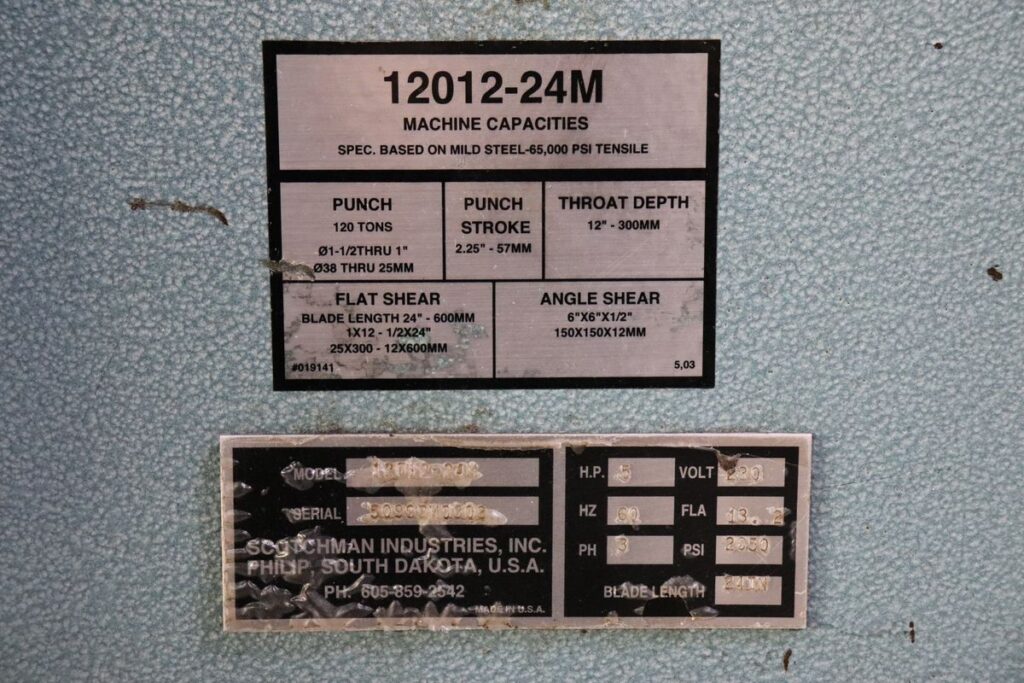 12012-24M
MACHINE CAPACITIES
SPEC. BASED ON MILD STEEL-65,000 PSI TENSILE
PUNCH
120 TONS
Ø1-1/2THRU 1"
Ø38 THRU 25MM
PUNCH
STROKE
2.25" - 57MM
THROAT DEPTH
12" - 300MM
FLAT SHEAR
BLADE LENGTH 24" - 600MM
1X12 - 1/2X24"
25X300 - 12X600MM
#019141
ANGLE SHEAR
6"X6"X1/2"
150X150X12MM
5,03
MODEL
SERIAL
SCOTCHMAN INDUSTRIES, INC.
PHILIP, SOUTH DAKOTA, U.S.A.
PH. 605-859-2542
MADE IN U.S.A.
H.P. 5 VOLT 230
HZ 60 FLA 13.2
PH 3 PSI
BLADE LENGTH